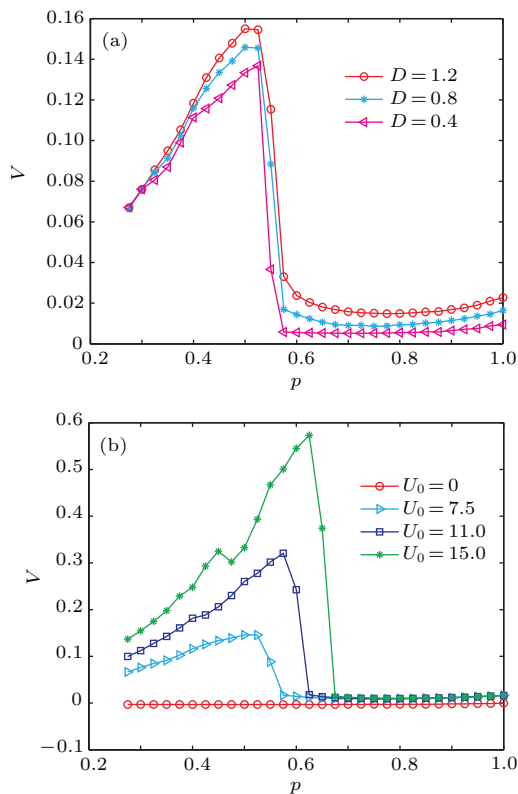 0.16
(a)
0.14
D = 1.2
0.12
D = 0.8
D = 0.4
0.10
V
0.08
0.06
0.04
0.02
0
0.2 0.4 0.6 0.8 1.0
p
0.6
(b)
0.5
U0 = 0
U0 = 7.5
0.4
U0 = 11.0
U0 = 15.0
0.3
V
0.2
0.1
0
−0.1
0.2 0.4 0.6 0.8 1.0
p